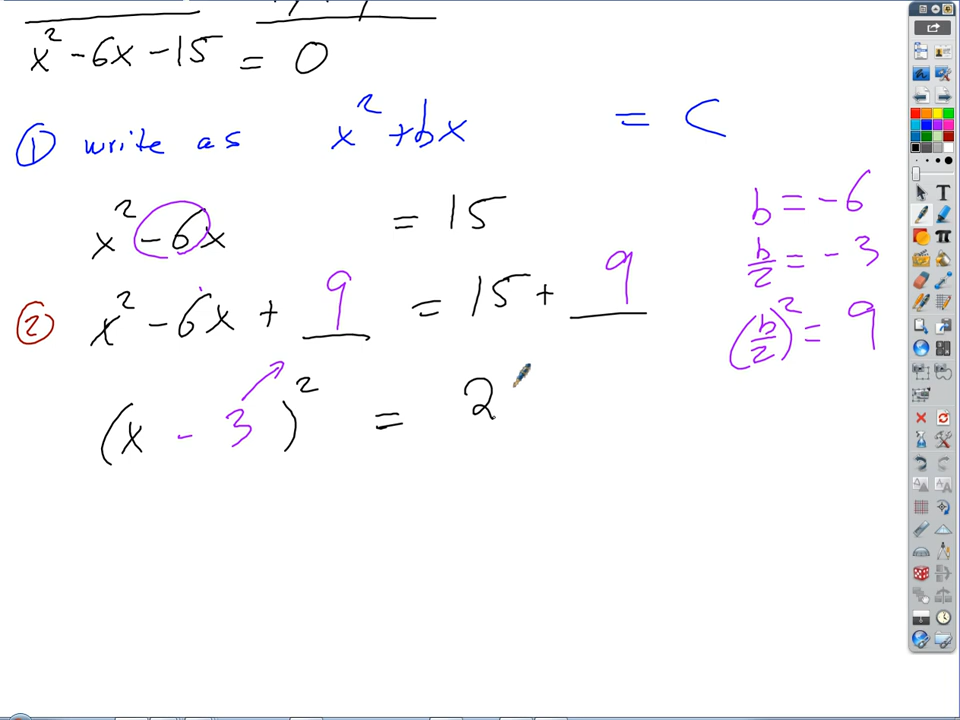 x² - 6x - 15 = 0
① write as x² + bx = C
x² - 6x = 15
b = -6
b/2 = -3
② x² - 6x + 9 = 15 + 9
(b/2)² = 9
(x - 3)² = 2
T
π